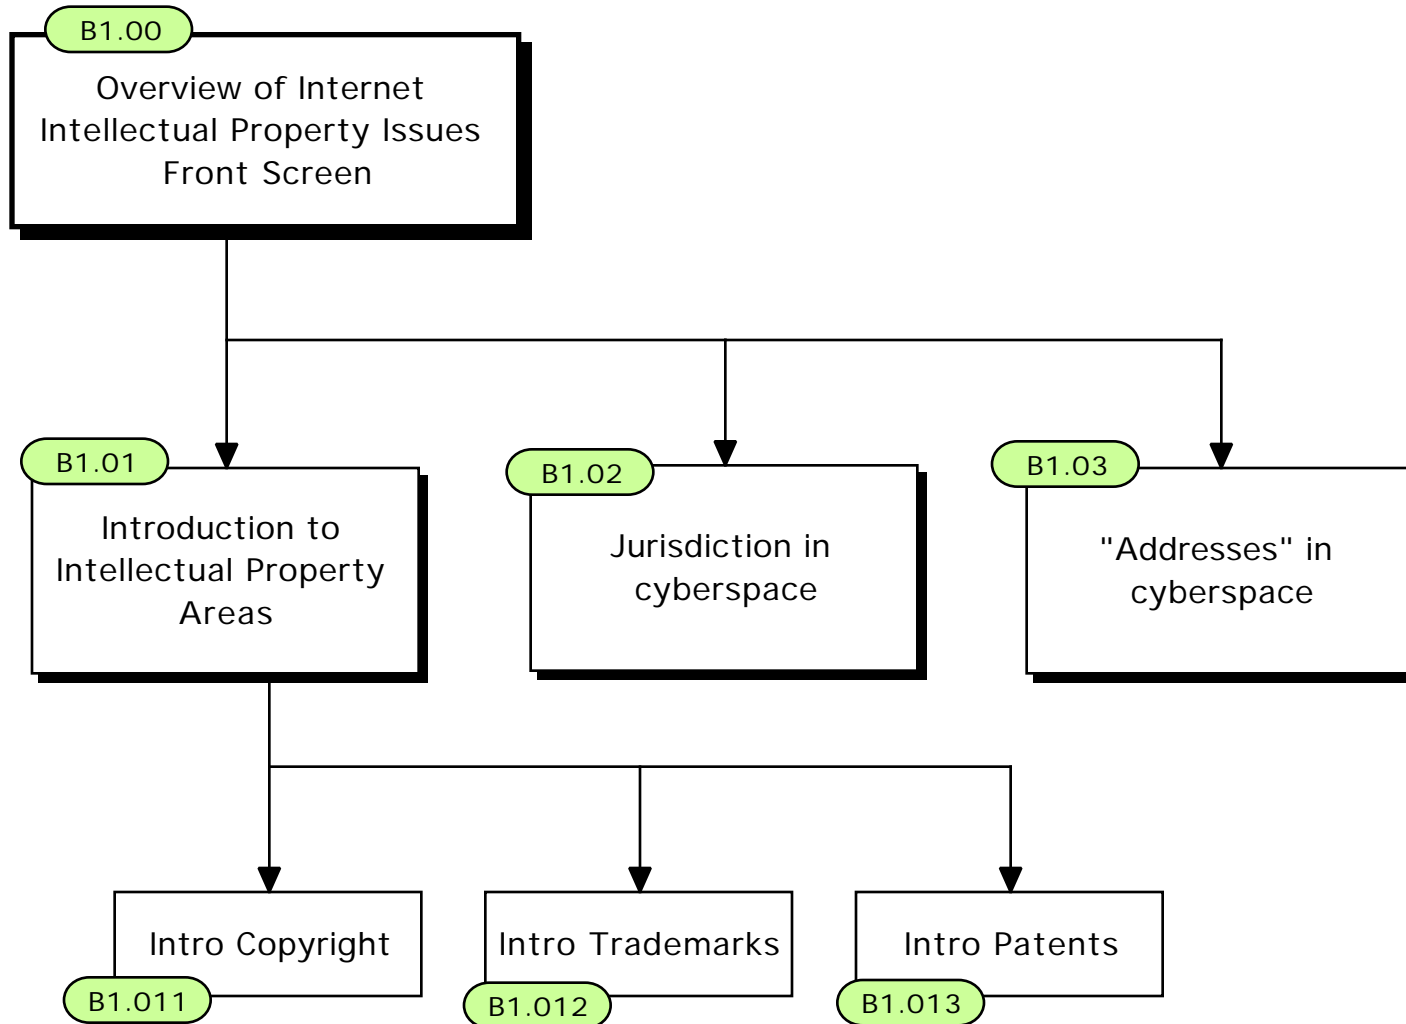 B1.00
Overview of Internet
Intellectual Property Issues
Front Screen
B1.01
Introduction to
Intellectual Property
Areas
B1.02
Jurisdiction in
cyberspace
B1.03
"Addresses" in
cyberspace
Intro Copyright
B1.011
Intro Trademarks
B1.012
Intro Patents
B1.013